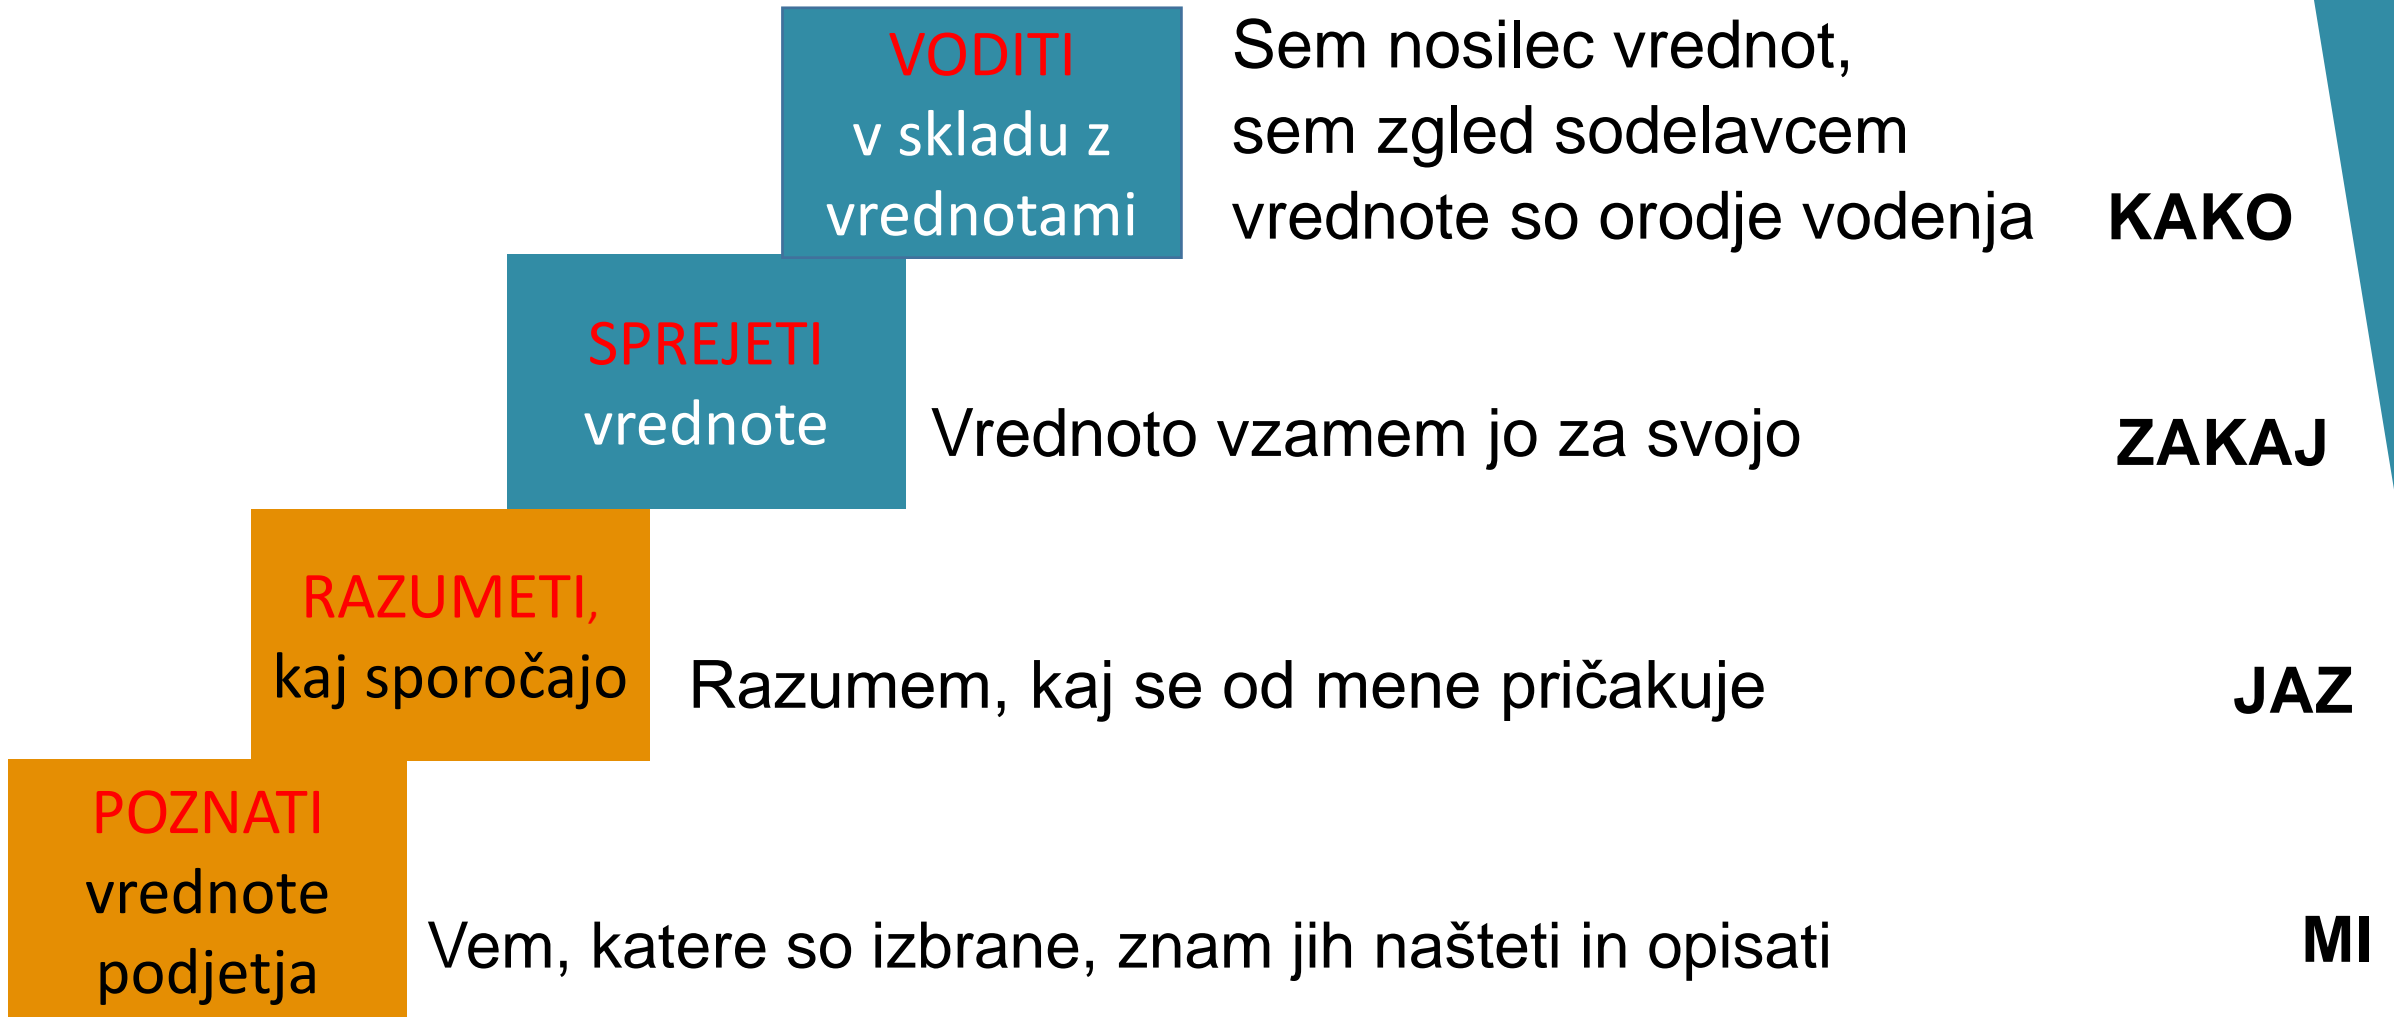 VODITI
v skladu z
vrednotami
Sem nosilec vrednot,
sem zgled sodelavcem
vrednote so orodje vodenja
KAKO
SPREJETI
vrednote
Vrednoto vzamem jo za svojo
ZAKAJ
RAZUMETI,
kaj sporočajo
Razumem, kaj se od mene pričakuje
JAZ
POZNATI
vrednote
podjetja
Vem, katere so izbrane, znam jih našteti in opisati
MI